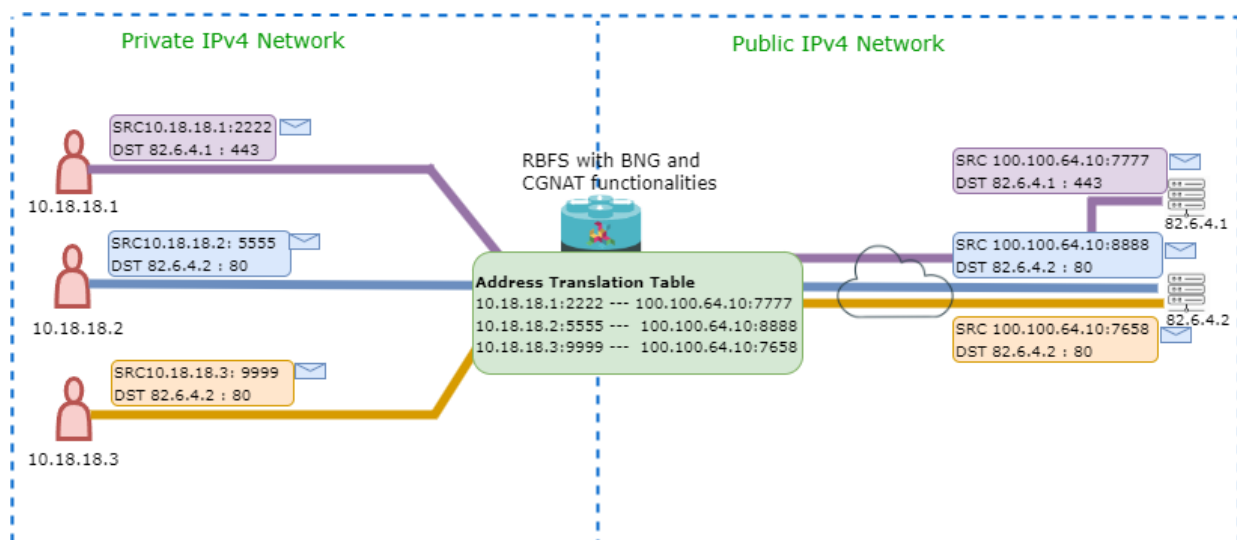 Private IPv4 Network
Public IPv4 Network
SRC10.18.18.1:2222
DST 82.6.4.1 : 443
10.18.18.1
SRC10.18.18.2: 5555
DST 82.6.4.2 : 80
10.18.18.2
SRC10.18.18.3: 9999
DST 82.6.4.2 : 80
10.18.18.3
RBFS with BNG and
CGNAT functionalities
Address Translation Table
10.18.18.1:2222 --- 100.100.64.10:7777
10.18.18.2:5555 --- 100.100.64.10:8888
10.18.18.3:9999 --- 100.100.64.10:7658
SRC 100.100.64.10:7777
DST 82.6.4.1 : 443
82.6.4.1
SRC 100.100.64.10:8888
DST 82.6.4.2 : 80
82.6.4.2
SRC 100.100.64.10:7658
DST 82.6.4.2 : 80